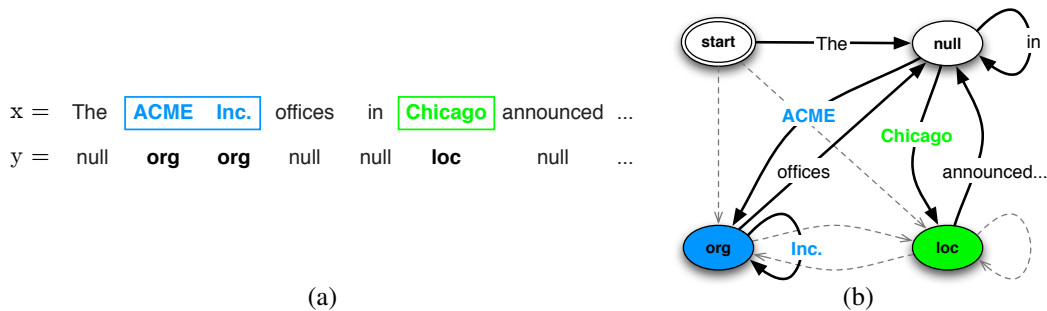 x = The ACME Inc. offices in Chicago announced ...
y = null org org null null loc null ...
(a)
start
The
null
in
ACME
Chicago
offices
announced...
org
Inc.
loc
(b)